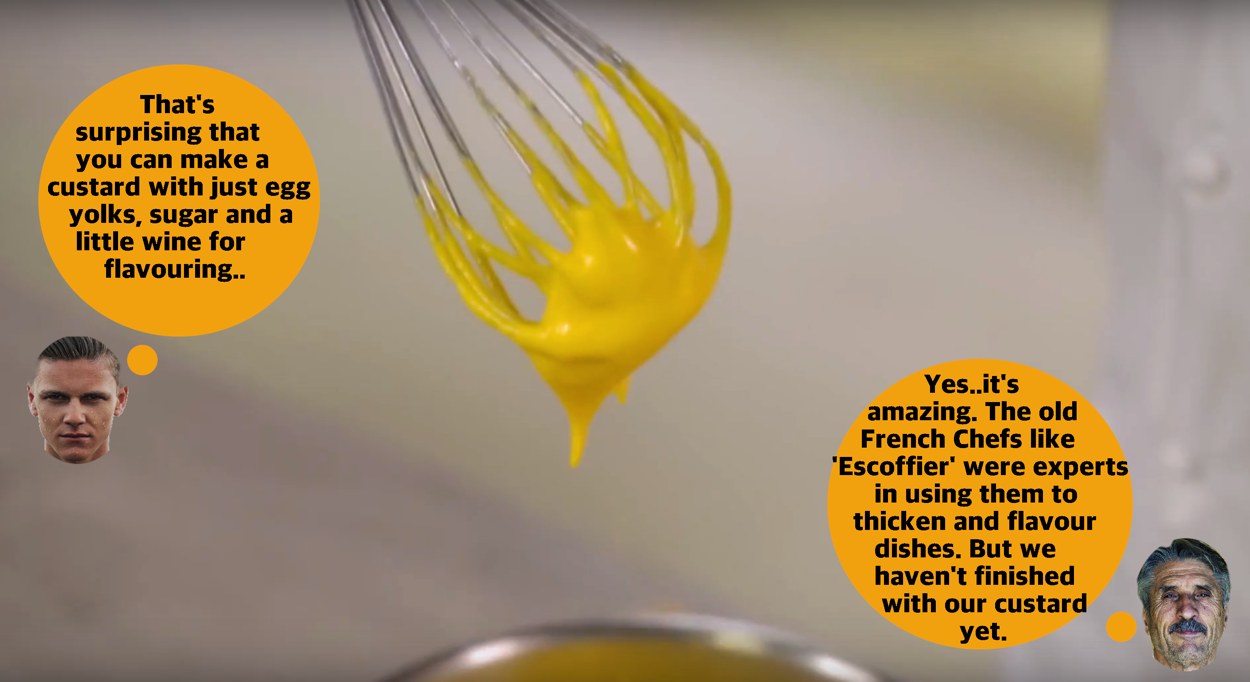 That's
surprising that
you can make a
custard with just egg
yolks, sugar and a
little wine for
flavouring..
Yes..it's
amazing. The old
French Chefs like
'Escoffier' were experts
in using them to
thicken and flavour
dishes. But we
haven't finished
with our custard
yet.